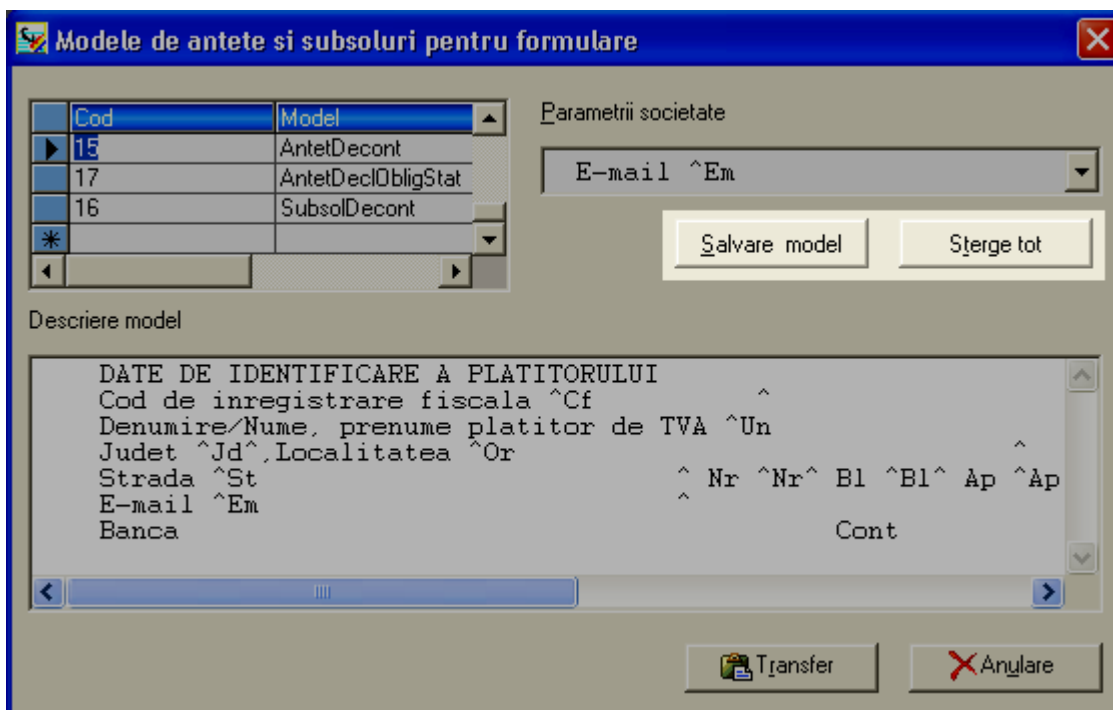 Modele de antete si subsoluri pentru formulare
Cod Model
15 AntetDecont
17 AntetDeclObligStat
16 SubsolDecont
Parametrii societate
E-mail ^Em
Salvare model Sterge tot
Descriere model
DATE DE IDENTIFICARE A PLATITORULUI
Cod de inregistrare fiscala ^Cf ^
Denumire/Nume, prenume platitor de TVA ^Un
Judet ^Jd^,Localitatea ^Or ^
Strada ^St ^ Nr ^Nr^ Bl ^Bl^ Ap ^Ap
E-mail ^Em ^
Banca Cont
Transfer Anulare